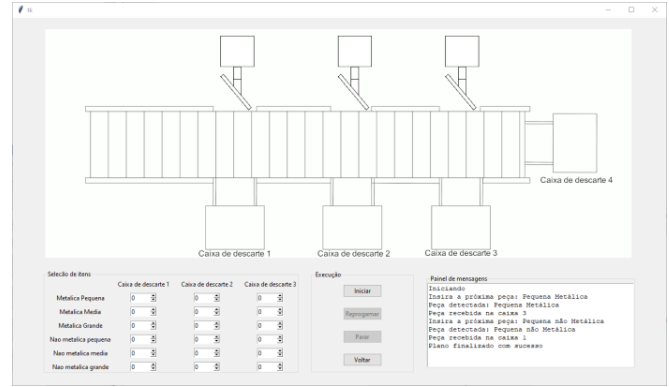 tk
Caixa de descarte 4
Caixa de descarte 1
Caixa de descarte 2
Caixa de descarte 3
Selecão de itens
Caixa de descarte 1 Caixa de descarte 2 Caixa de descarte 3
Metalica Pequena 0 0 0
Metalica Media 0 0 0
Metalica Grande 0 0 0
Nao metalica pequena 0 0 0
Nao metalica media 0 0 0
Nao metalica grande 0 0 0
Execução
Iniciar
Reprogramar
Parar
Voltar
Painel de mensagens
Iniciando
Insira a próxima peça: Pequena Metálica
Peça detectada: Pequena Metálica
Peça recebida na caixa 3
Insira a próxima peça: Pequena não Metálica
Peça detectada: Pequena não Metálica
Peça recebida na caixa 1
Plano finalizado com sucesso